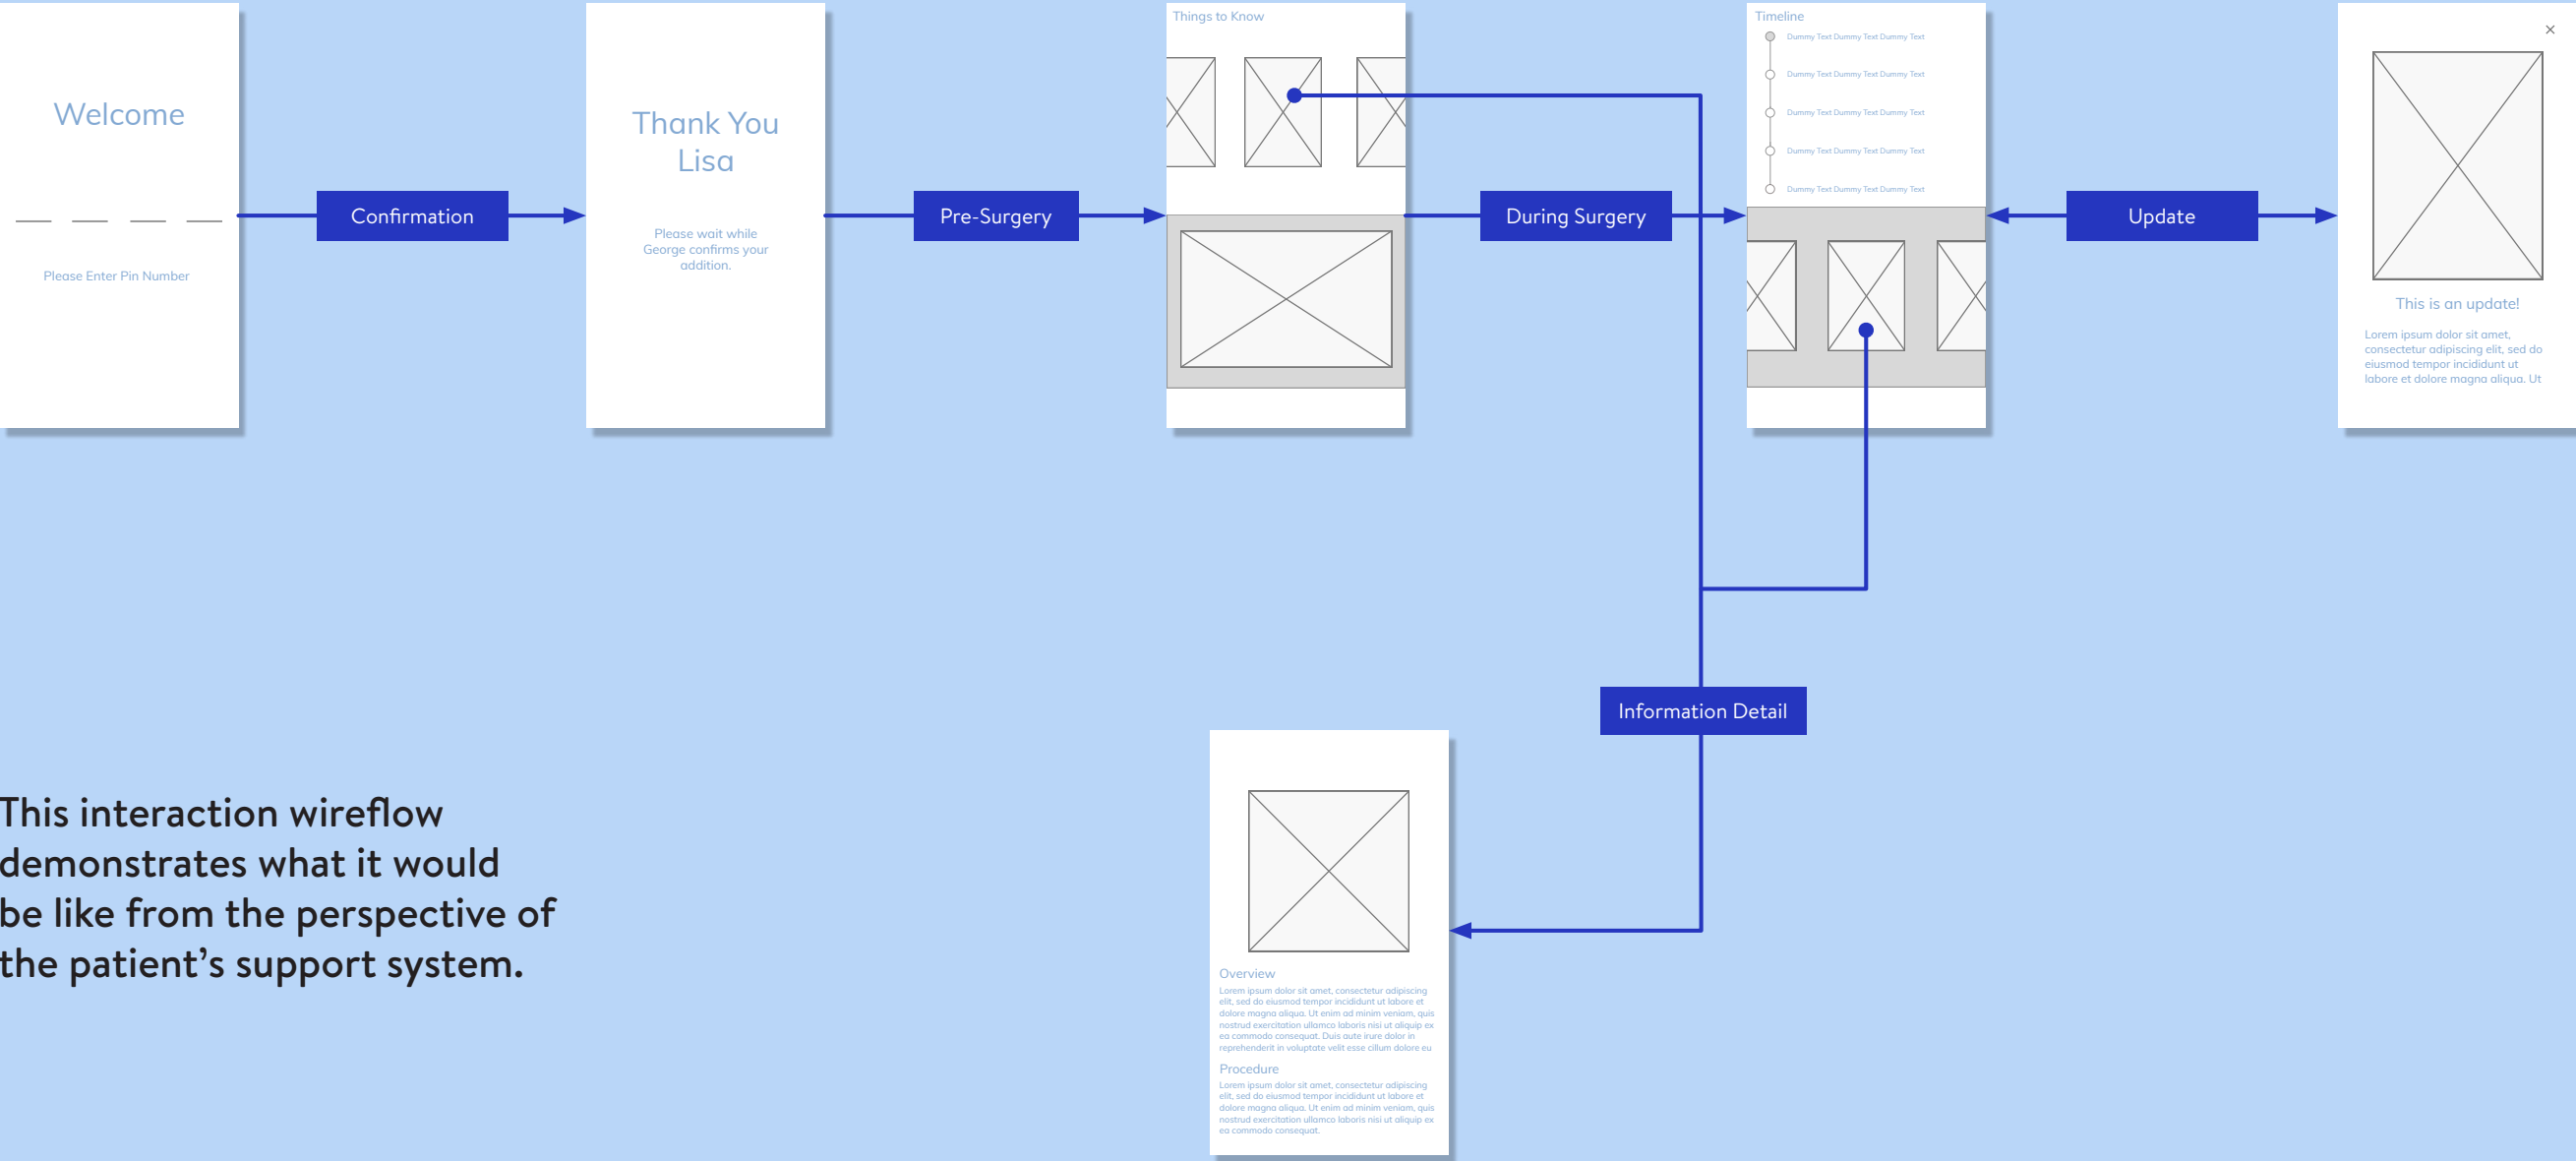 Welcome
Please Enter Pin Number
Confirmation
Thank You
Lisa
Please wait while
George confirms your
addition.
Pre-Surgery
Things to Know
During Surgery
Timeline
Dummy Text Dummy Text Dummy Text
Dummy Text Dummy Text Dummy Text
Dummy Text Dummy Text Dummy Text
Dummy Text Dummy Text Dummy Text
Dummy Text Dummy Text Dummy Text
Update
×
This is an update!
Lorem ipsum dolor sit amet,
consectetur adipiscing elit, sed do
eiusmod tempor incididunt ut
labore et dolore magna aliqua. Ut
Information Detail
This interaction wireflow
demonstrates what it would
be like from the perspective of
the patient’s support system.
Overview
Lorem ipsum dolor sit amet, consectetur adipiscing
elit, sed do eiusmod tempor incididunt ut labore et
dolore magna aliqua. Ut enim ad minim veniam, quis
nostrud exercitation ullamco laboris nisi ut aliquip ex
ea commodo consequat. Duis aute irure dolor in
reprehenderit in voluptate velit esse cillum dolore eu
Procedure
Lorem ipsum dolor sit amet, consectetur adipiscing
elit, sed do eiusmod tempor incididunt ut labore et
dolore magna aliqua. Ut enim ad minim veniam, quis
nostrud exercitation ullamco laboris nisi ut aliquip ex
ea commodo consequat.